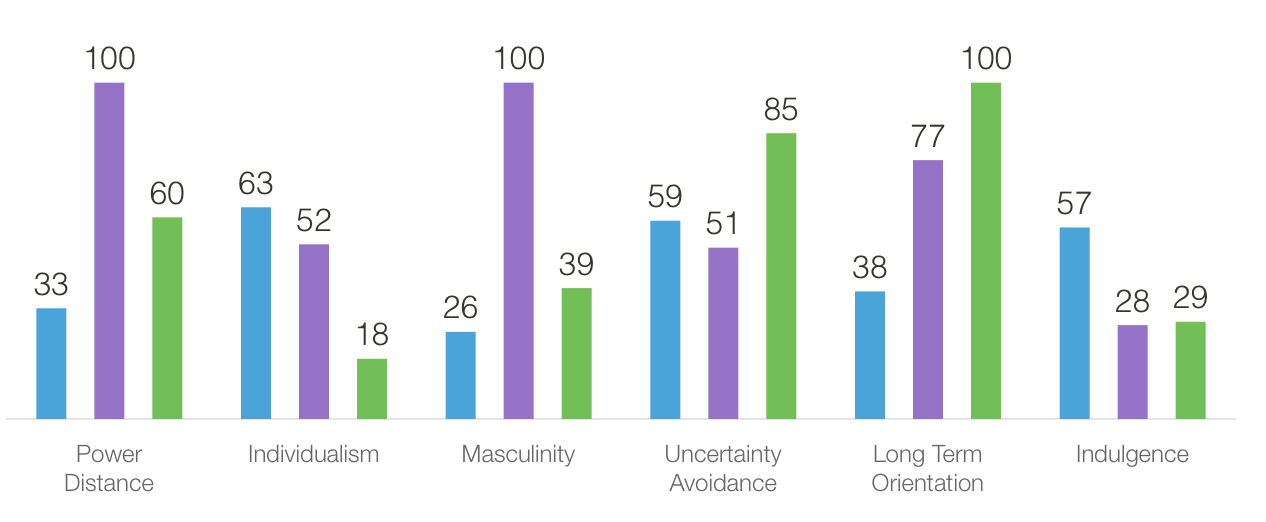 100
33
60
63
52
18
100
26
39
59
51
85
38
77
100
57
28
29
Power
Distance
Individualism
Masculinity
Uncertainty
Avoidance
Long Term
Orientation
Indulgence